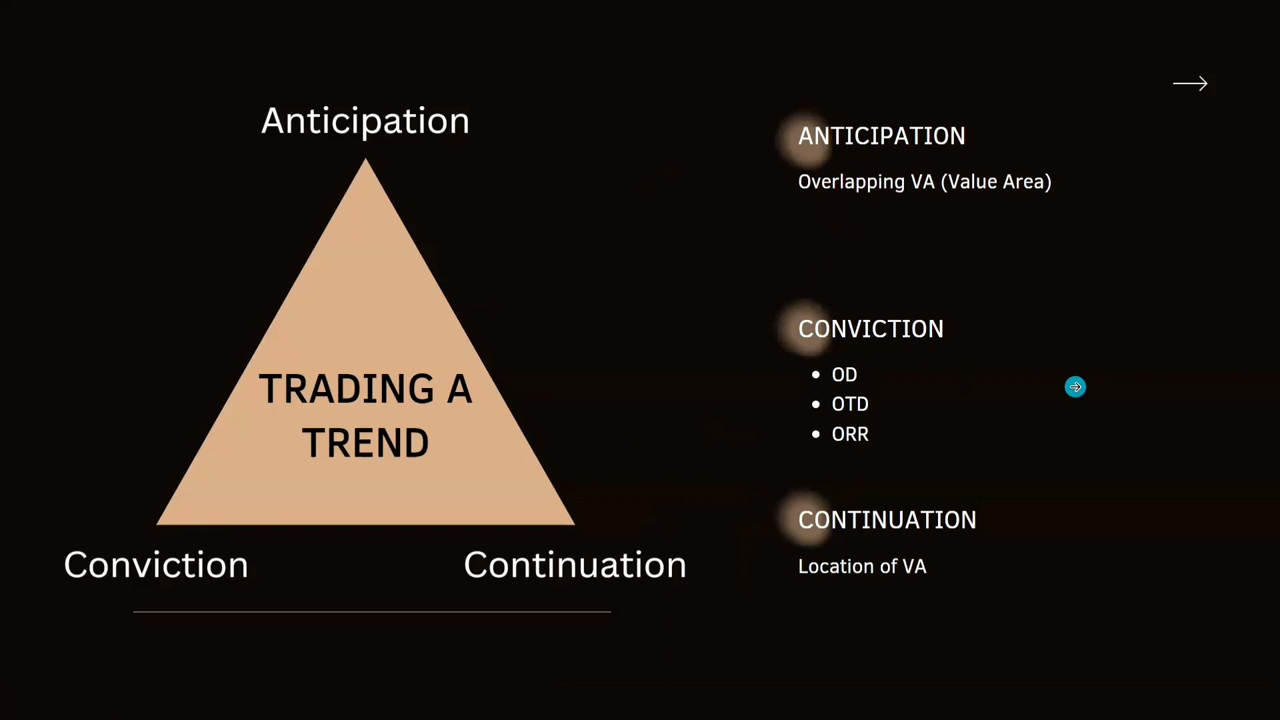 Anticipation
TRADING A
TREND
Conviction
Continuation
ANTICIPATION
Overlapping VA (Value Area)
CONVICTION
• OD
• OTD
• ORR
CONTINUATION
Location of VA